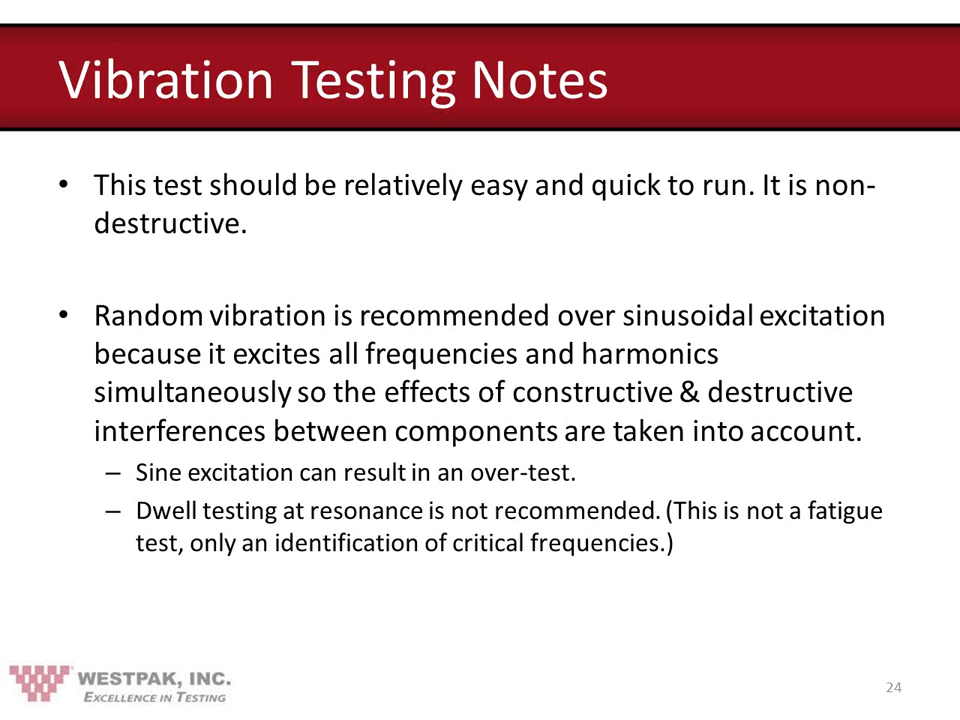 Vibration Testing Notes
• This test should be relatively easy and quick to run. It is non-
destructive.
• Random vibration is recommended over sinusoidal excitation
because it excites all frequencies and harmonics
simultaneously so the effects of constructive & destructive
interferences between components are taken into account.
– Sine excitation can result in an over-test.
– Dwell testing at resonance is not recommended. (This is not a fatigue
test, only an identification of critical frequencies.)
WESTPAK, INC.
EXCELLENCE IN TESTING
24